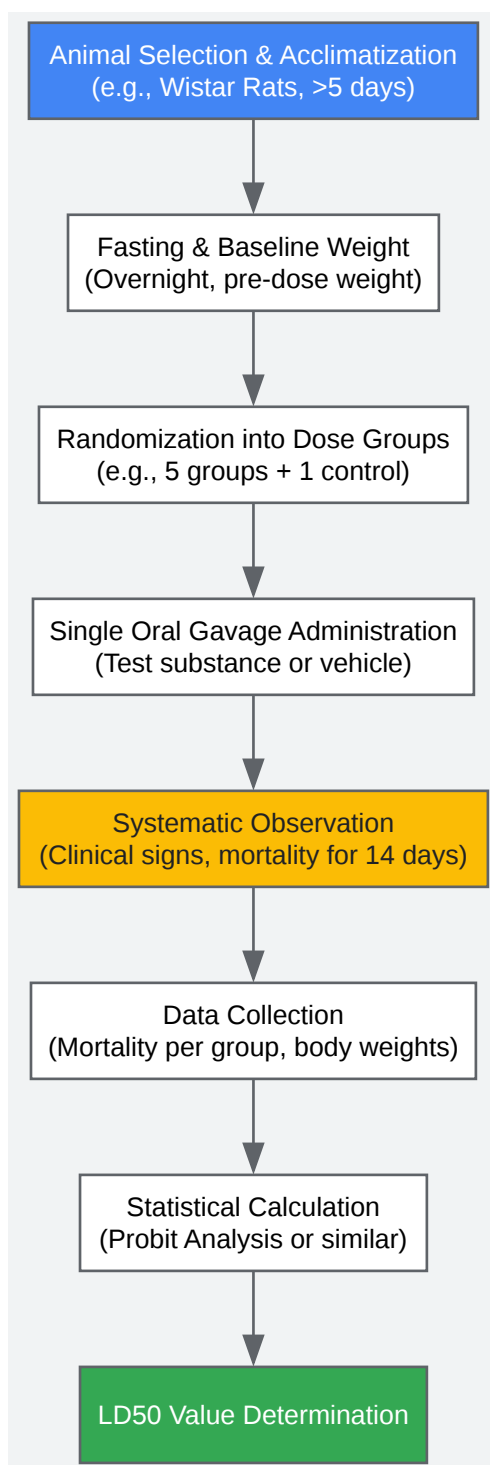 Animal Selection & Acclimatization
(e.g., Wistar Rats, >5 days)
Fasting & Baseline Weight
(Overnight, pre-dose weight)
Randomization into Dose Groups
(e.g., 5 groups + 1 control)
Single Oral Gavage Administration
(Test substance or vehicle)
Systematic Observation
(Clinical signs, mortality for 14 days)
Data Collection
(Mortality per group, body weights)
Statistical Calculation
(Probit Analysis or similar)
LD50 Value Determination